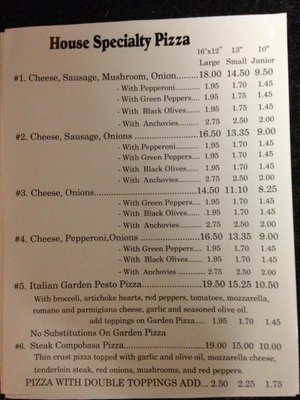 House Specialty Pizza
16"x12" 13" 10"
Large Small Junior
#1. Cheese, Sausage, Mushroom, Onion.........18.00 14.50 9.50
- With Pepperoni........... 1.95 1.70 1.45
- With Green Peppers.... 1.95 1.75 1.45
- With Black Olives....... 1.95 1.75 1.45
- With Anchovies.......... 2.75 2.50 2.00
#2. Cheese, Sausage, Onions ......................16.50 13.35 9.00
- With Pepperoni.......... 1.95 1.70 1.45
- With Green Peppers.... 1.95 1.70 1.45
- With Black Olives...... 1.95 1.70 1.45
- With Anchovies.......... 2.75 2.50 2.00
#3. Cheese, Onions...................................14.50 11.10 8.25
- With Green Peppers.... 1.95 1.70 1.45
- With Black Olives...... .1.95 1.70 1.45
- With Anchovies.......... 2.75 2.50 2.00
#4. Cheese, Pepperoni,Onions .....................16.50 13.35 9.00
- With Green Peppers.... 1.95 1.70 1.45
- With Black Olives...... 1.95 1.70 1.45
- With Anchovies ......... 2.75 2.50 2.00
#5. Italian Garden Pesto Pizza.....................19.50 15.25 10.50
With broccoli, artichoke hearts, red peppers, tomatoes, mozzarella,
romano and parmigiana cheese, garlic and seasoned olive oil.
add toppings on Garden Pizza..... 1.95 1.70 1.45
No Substitutions On Garden Pizza
#6. Steak Compobasa Pizza.........................19.00 15.00 10.00
Thin crust pizza topped with garlic and olive oil, mozzarella cheese,
tenderloin steak, red onions, mushrooms, and red peppers.
PIZZA WITH DOUBLE TOPPINGS ADD... 2.50 2.25 1.75